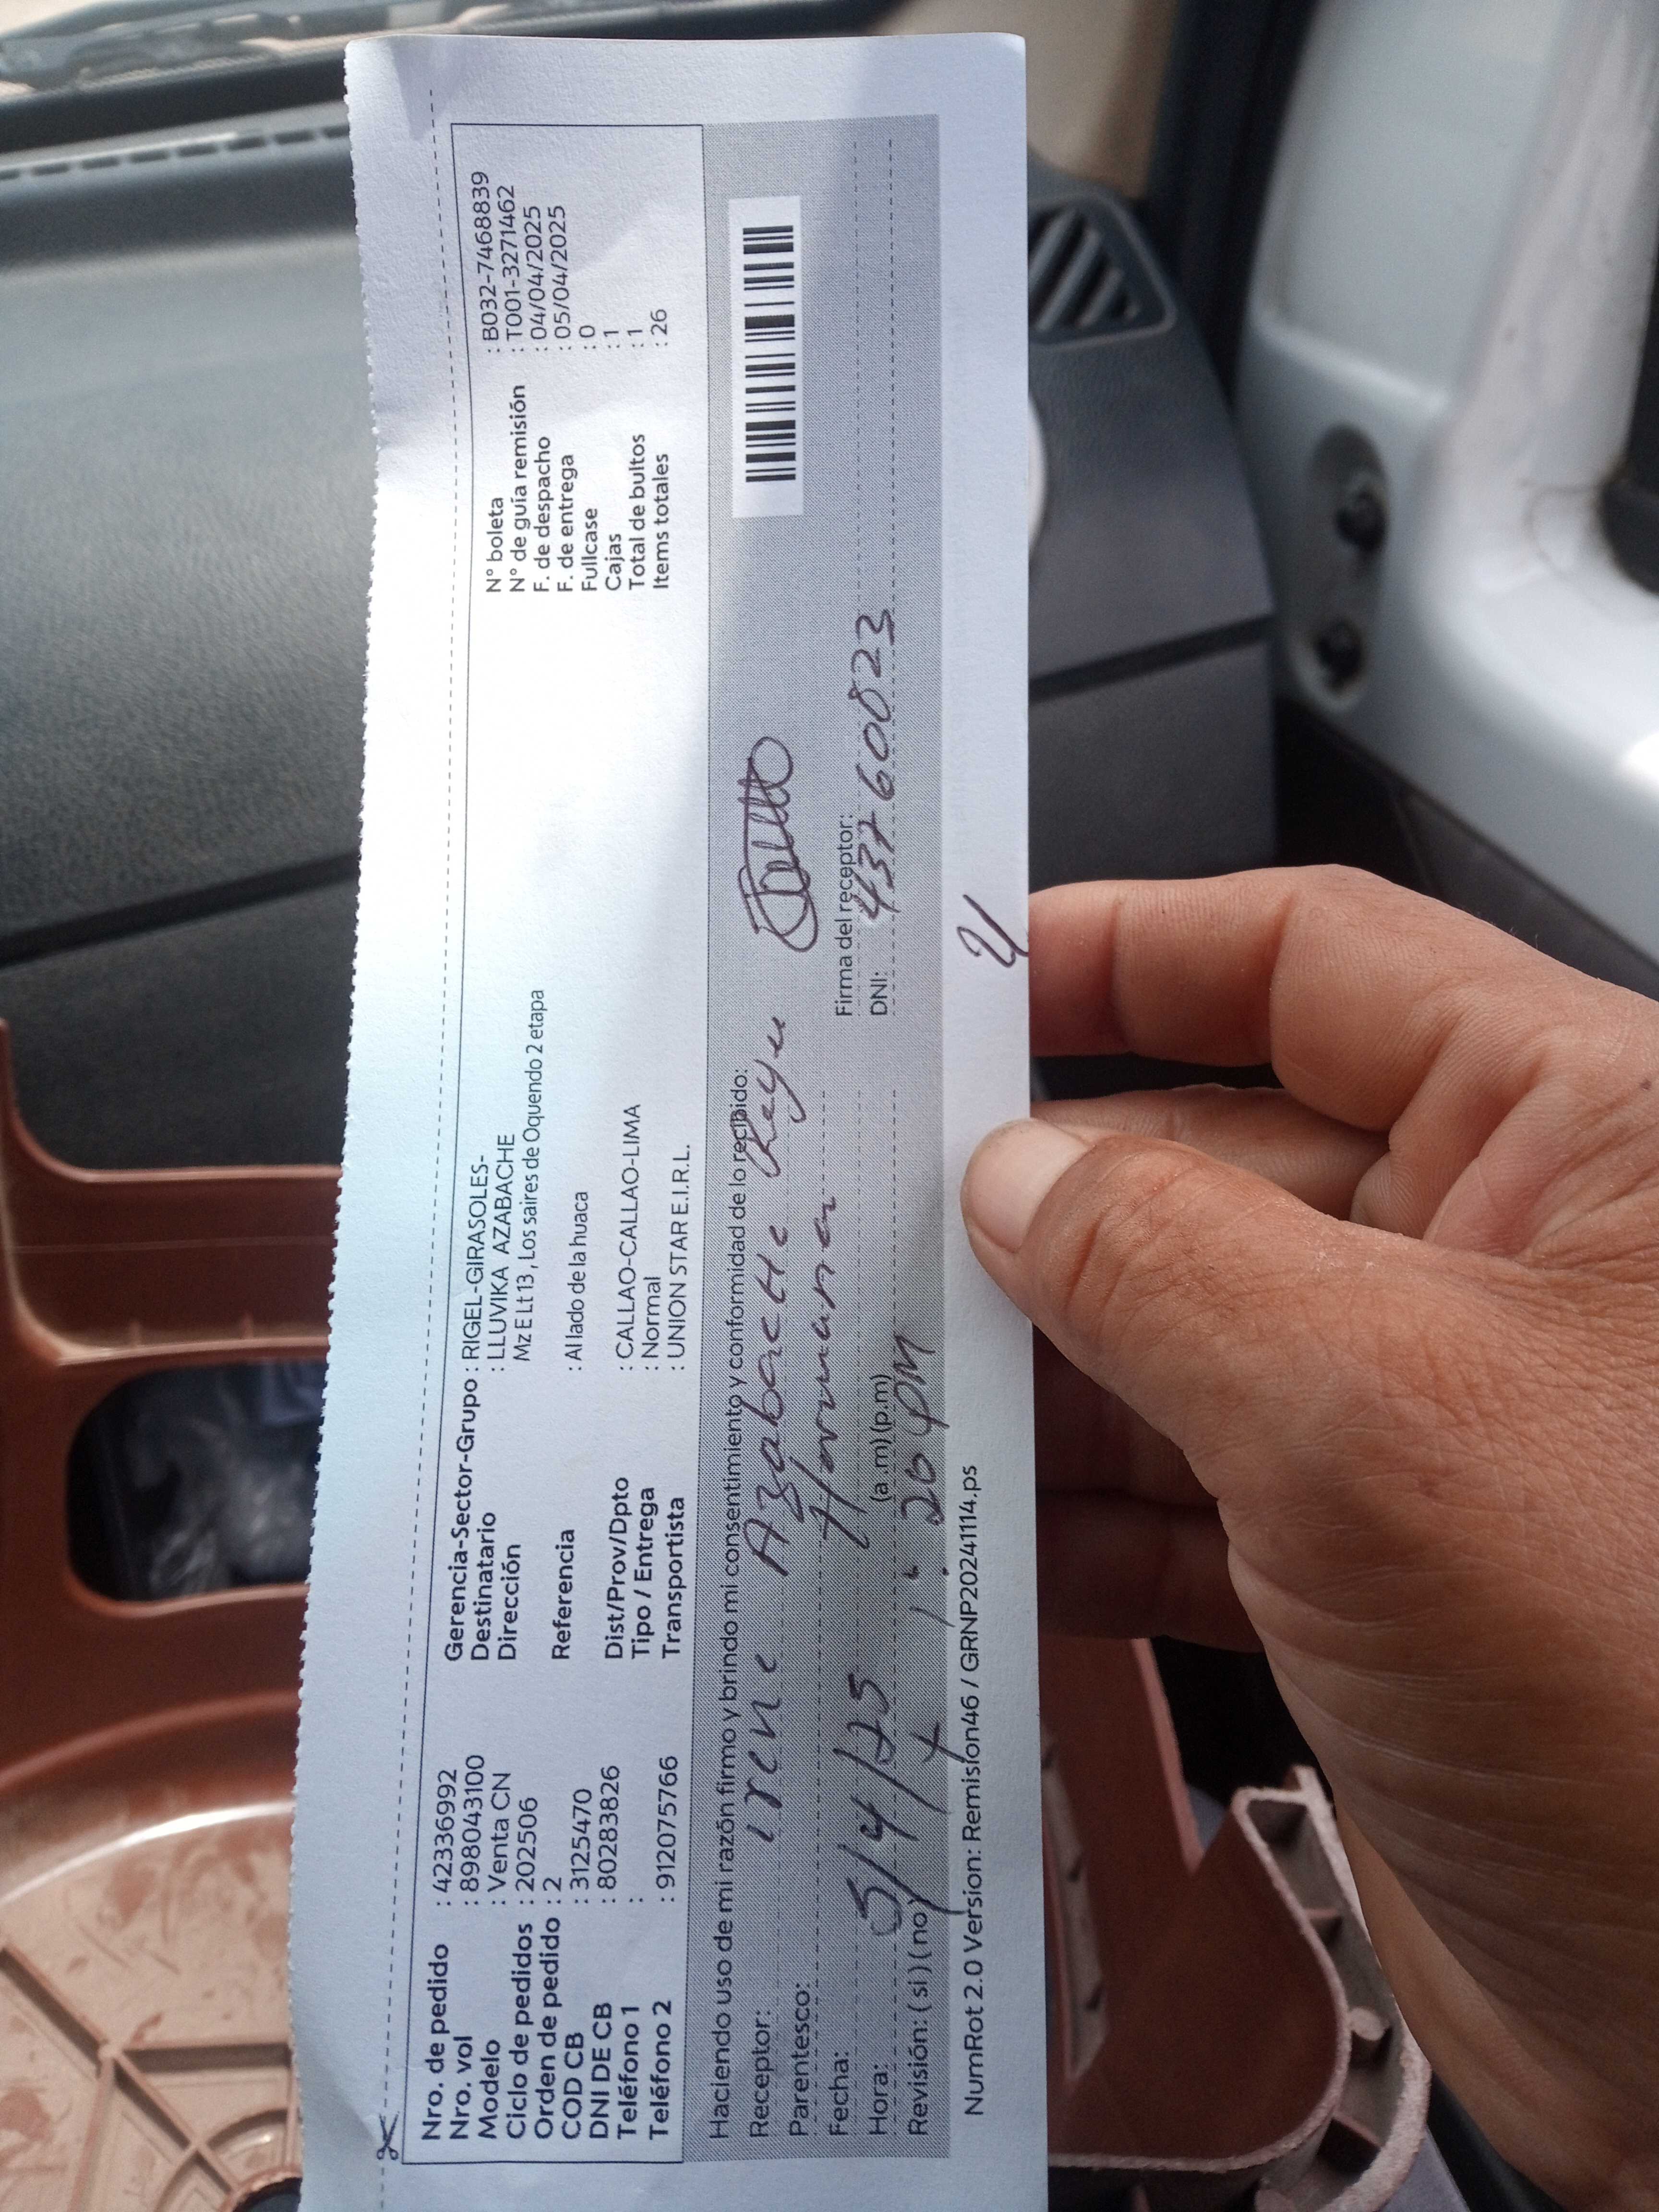 Nro. de pedido : 42336992
Nro. vol : 898043100
Modelo : Venta CN
Ciclo de pedidos : 202506
Orden de pedido : 2
COD CB : 3125470
DNI DE CB : 80283826
Teléfono 1 :
Teléfono 2 : 912075766
Gerencia-Sector-Grupo : RIGEL-GIRASOLES-
Destinatario : LLUVIKA AZABACHE
Dirección Mz E Lt 13 , Los saires de Oquendo 2 etapa
Referencia : Al lado de la huaca
Dist/Prov/Dpto : CALLAO-CALLAO-LIMA
Tipo / Entrega : Normal
Transportista : UNION STAR E.I.R.L.
N° boleta : B032-7468839
N° de guía remisión : T001-3271462
F. de despacho : 04/04/2025
F. de entrega : 05/04/2025
Fullcase : 0
Cajas : 1
Total de bultos : 1
Items totales : 26
Haciendo uso de mi razón firmo y brindo mi consentimiento y conformidad de lo recibido:
Receptor: irene Azabache
Parentesco: Hermana
Firma del receptor:
Fecha: 5/4/25
DNI: 43760823
Hora: (a.m) (p.m)
Revisión: ( si ) ( no ) 1:20 PM
NumRot 2.0 Version: Remision46 / GRNP20241114.ps